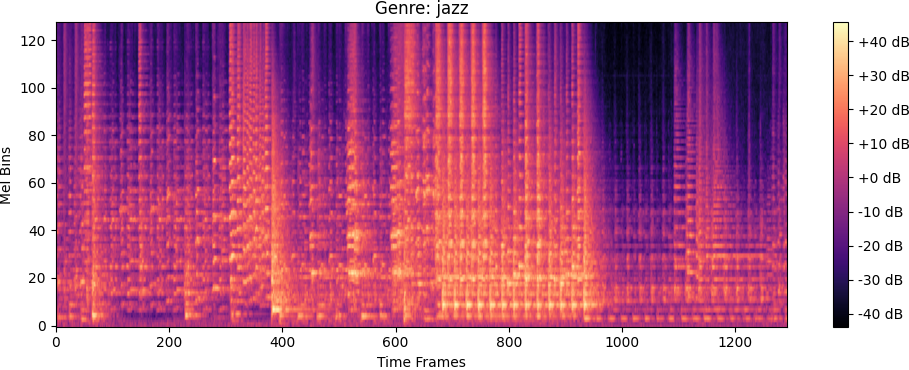 Genre: jazz
120
100
80
60
40
20
0
Mel Bins
0 200 400 600 800 1000 1200
Time Frames
+40 dB
+30 dB
+20 dB
+10 dB
+0 dB
-10 dB
-20 dB
-30 dB
-40 dB